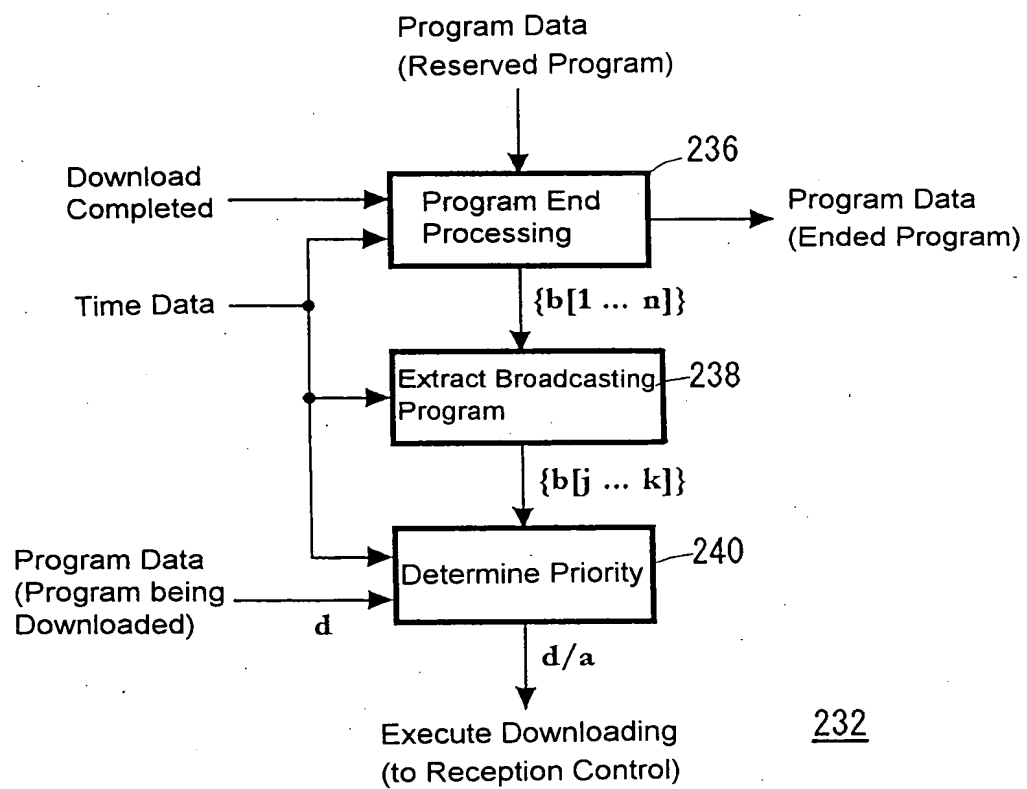 Program Data
(Reserved Program)
236
Download
Completed
Program End
Processing
Program Data
(Ended Program)
Time Data
{b[1 ... n]}
Extract Broadcasting
Program
238
{b[j ... k]}
Program Data
(Program being
Downloaded)
d
Determine Priority
240
d/a
Execute Downloading
(to Reception Control)
232